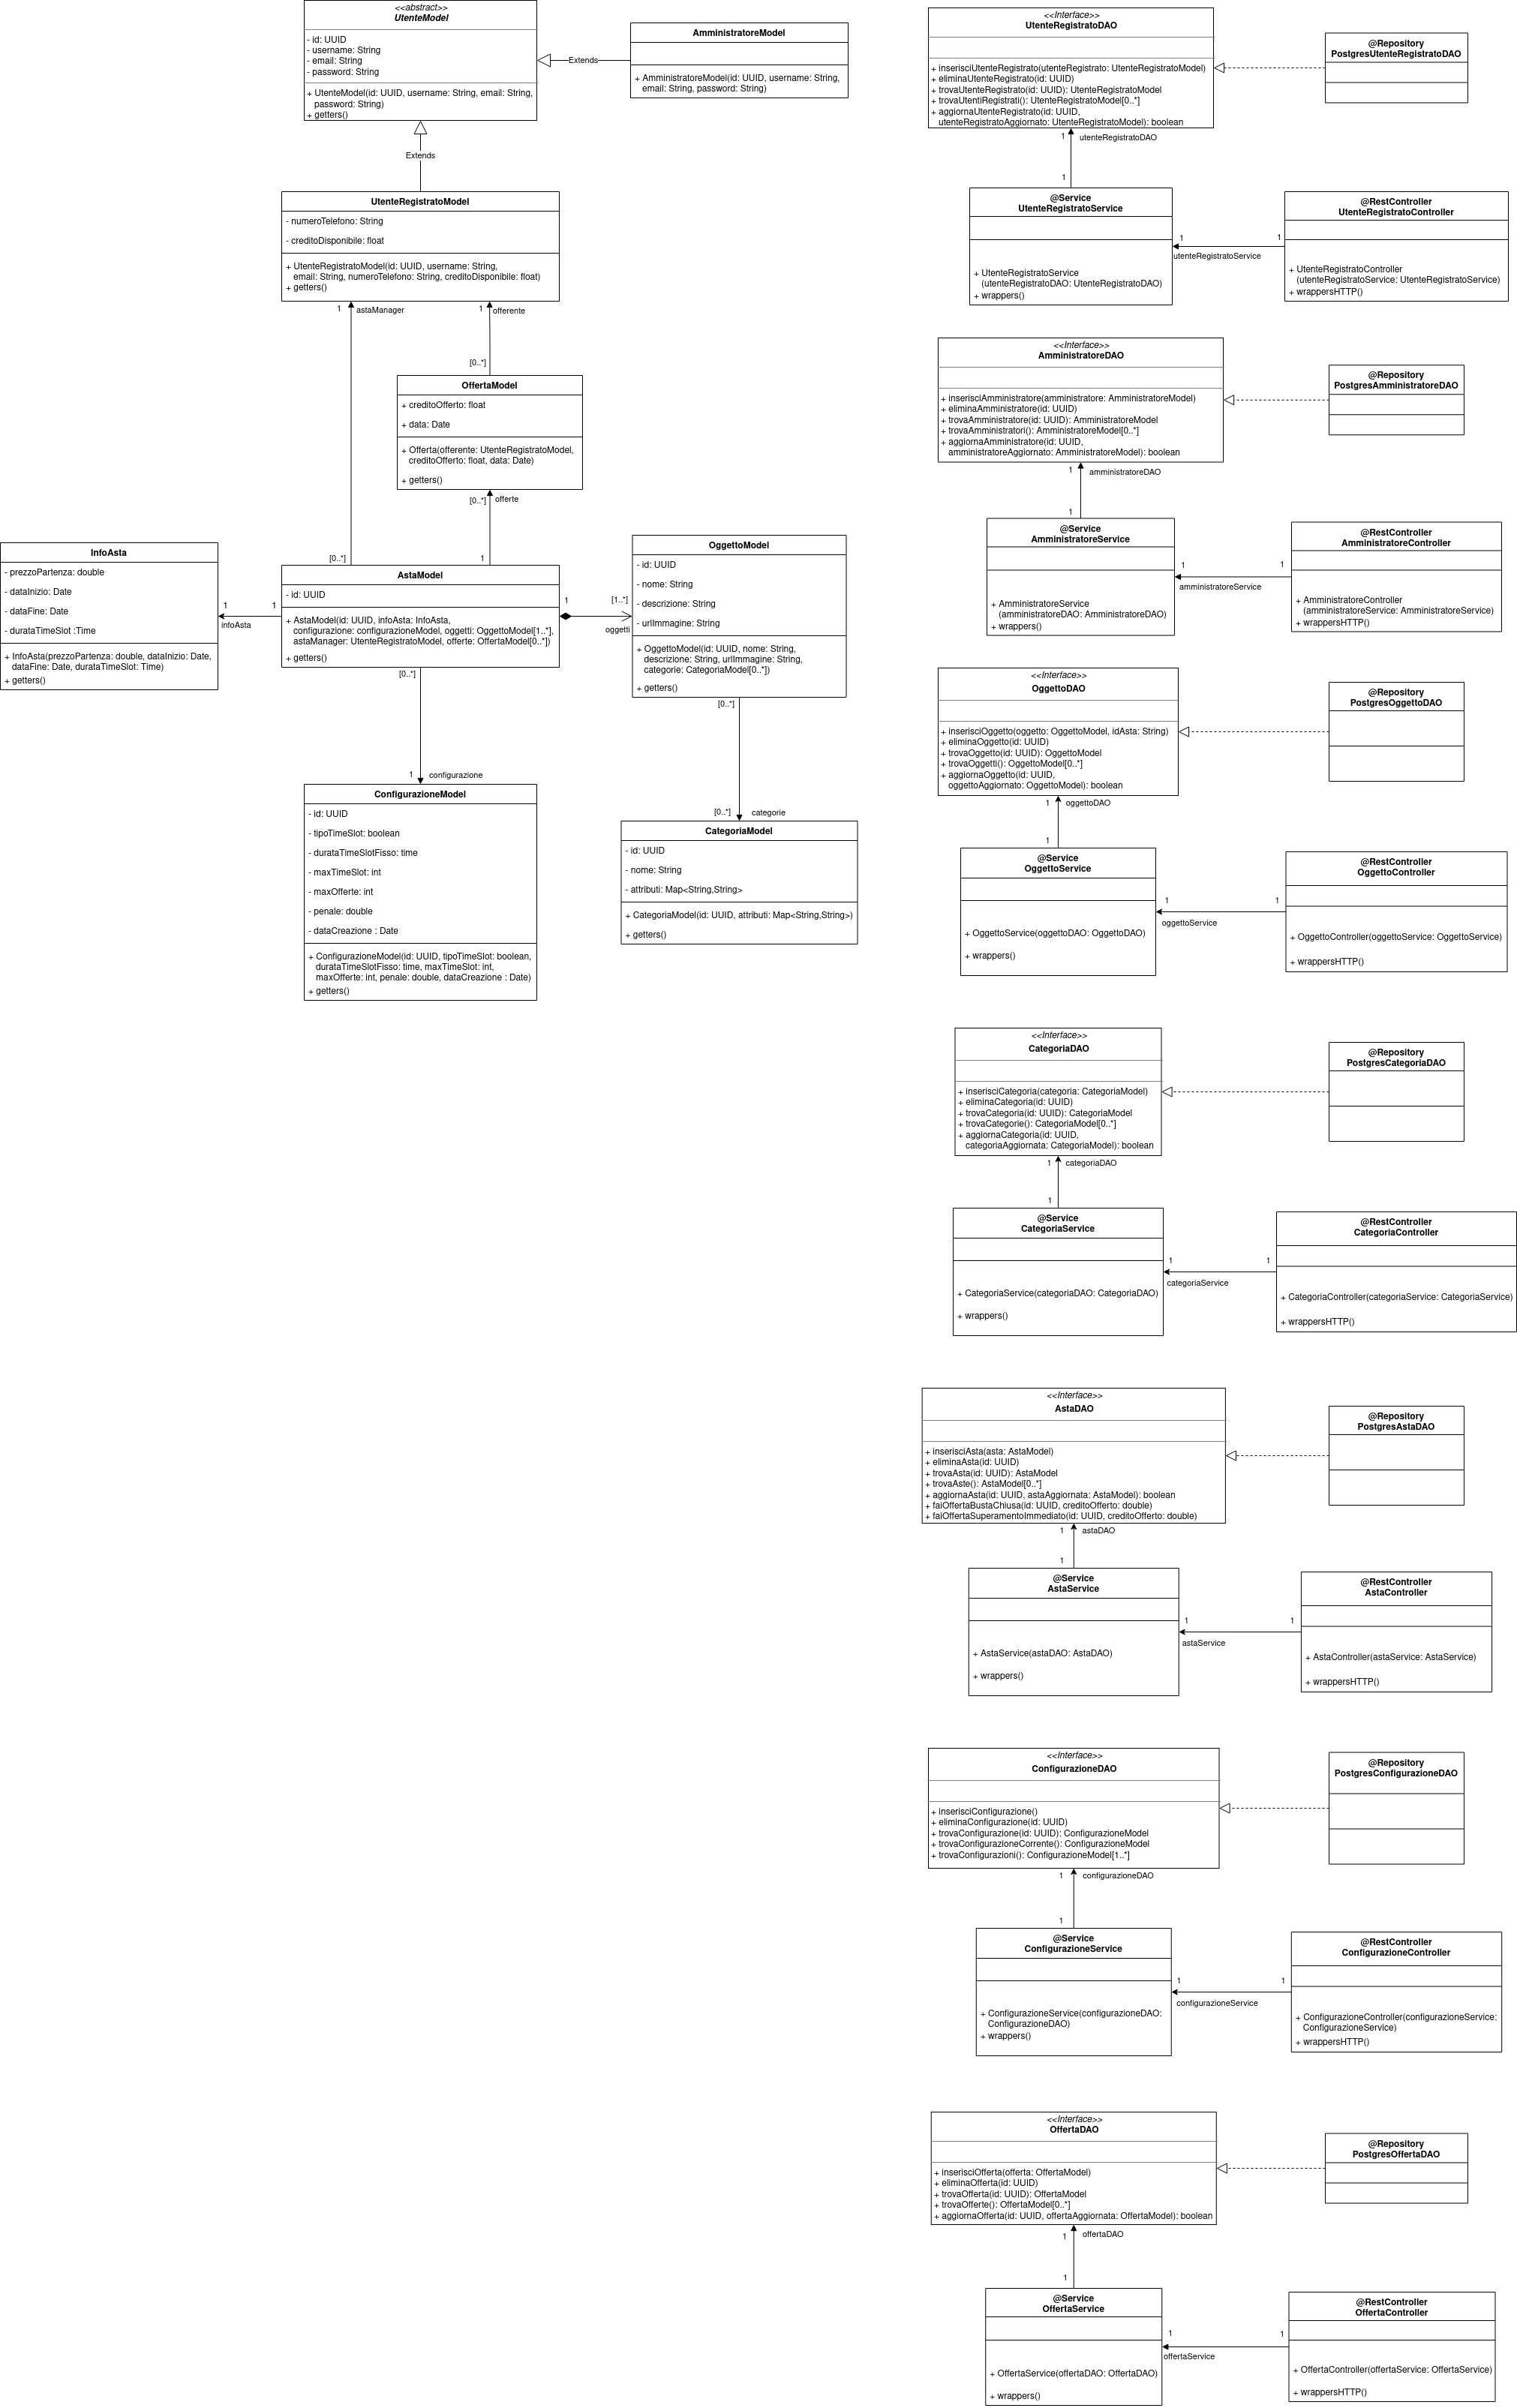 <<abstract>>
UtenteModel
- id: UUID
- username: String
- email: String
- password: String
+ UtenteModel(id: UUID, username: String, email: String,
password: String)
+ getters()
Extends
AmministratoreModel
+ AmministratoreModel(id: UUID, username: String,
email: String, password: String)
Extends
UtenteRegistratoModel
- numeroTelefono: String
- creditoDisponibile: float
+ UtenteRegistratoModel(id: UUID, username: String,
email: String, numeroTelefono: String, creditoDisponibile: float)
+ getters()
1
astaManager
1
offerente
[0..*]
OffertaModel
+ creditoOfferto: float
+ data: Date
+ Offerta(offerente: UtenteRegistratoModel,
creditoOfferto: float, data: Date)
+ getters()
[0..*]
offerte
[0..*]
1
InfoAsta
- prezzoPartenza: double
- dataInizio: Date
- dataFine: Date
- durataTimeSlot :Time
+ InfoAsta(prezzoPartenza: double, dataInizio: Date,
dataFine: Date, durataTimeSlot: Time)
+ getters()
1
1
infoAsta
AstaModel
- id: UUID
+ AstaModel(id: UUID, infoAsta: InfoAsta,
configurazione: configurazioneModel, oggetti: OggettoModel[1..*],
astaManager: UtenteRegistratoModel, offerte: OffertaModel[0..*])
+ getters()
1
[1..*]
oggetti
OggettoModel
- id: UUID
- nome: String
- descrizione: String
- urlImmagine: String
+ OggettoModel(id: UUID, nome: String,
descrizione: String, urlImmagine: String,
categorie: CategoriaModel[0..*])
+ getters()
[0..*]
1
configurazione
[0..*]
[0..*]
categorie
ConfigurazioneModel
- id: UUID
- tipoTimeSlot: boolean
- durataTimeSlotFisso: time
- maxTimeSlot: int
- maxOfferte: int
- penale: double
- dataCreazione : Date
+ ConfigurazioneModel(id: UUID, tipoTimeSlot: boolean,
durataTimeSlotFisso: time, maxTimeSlot: int,
maxOfferte: int, penale: double, dataCreazione : Date)
+ getters()
CategoriaModel
- id: UUID
- nome: String
- attributi: Map<String,String>
+ CategoriaModel(id: UUID, attributi: Map<String,String>)
+ getters()
<<Interface>>
UtenteRegistratoDAO
+ inserisciUtenteRegistrato(utenteRegistrato: UtenteRegistratoModel)
+ eliminaUtenteRegistrato(id: UUID)
+ trovaUtenteRegistrato(id: UUID): UtenteRegistratoModel
+ trovaUtentiRegistrati(): UtenteRegistratoModel[0..*]
+ aggiornaUtenteRegistrato(id: UUID,
utenteRegistratoAggiornato: UtenteRegistratoModel): boolean
@Repository
PostgresUtenteRegistratoDAO
1
utenteRegistratoDAO
1
@Service
UtenteRegistratoService
+ UtenteRegistratoService
(utenteRegistratoDAO: UtenteRegistratoDAO)
+ wrappers()
1
1
utenteRegistratoService
@RestController
UtenteRegistratoController
+ UtenteRegistratoController
(utenteRegistratoService: UtenteRegistratoService)
+ wrappersHTTP()
<<Interface>>
AmministratoreDAO
+ inserisciAmministratore(amministratore: AmministratoreModel)
+ eliminaAmministratore(id: UUID)
+ trovaAmministratore(id: UUID): AmministratoreModel
+ trovaAmministratori(): AmministratoreModel[0..*]
+ aggiornaAmministratore(id: UUID,
amministratoreAggiornato: AmministratoreModel): boolean
@Repository
PostgresAmministratoreDAO
1
amministratoreDAO
1
@Service
AmministratoreService
+ AmministratoreService
(amministratoreDAO: AmministratoreDAO)
+ wrappers()
1
1
amministratoreService
@RestController
AmministratoreController
+ AmministratoreController
(amministratoreService: AmministratoreService)
+ wrappersHTTP()
<<Interface>>
OggettoDAO
+ inserisciOggetto(oggetto: OggettoModel, idAsta: String)
+ eliminaOggetto(id: UUID)
+ trovaOggetto(id: UUID): OggettoModel
+ trovaOggetti(): OggettoModel[0..*]
+ aggiornaOggetto(id: UUID,
oggettoAggiornato: OggettoModel): boolean
@Repository
PostgresOggettoDAO
1
oggettoDAO
1
@Service
OggettoService
+ OggettoService(oggettoDAO: OggettoDAO)
+ wrappers()
1
1
oggettoService
@RestController
OggettoController
+ OggettoController(oggettoService: OggettoService)
+ wrappersHTTP()
<<Interface>>
CategoriaDAO
+ inserisciCategoria(categoria: CategoriaModel)
+ eliminaCategoria(id: UUID)
+ trovaCategoria(id: UUID): CategoriaModel
+ trovaCategorie(): CategoriaModel[0..*]
+ aggiornaCategoria(id: UUID,
categoriaAggiornata: CategoriaModel): boolean
@Repository
PostgresCategoriaDAO
1
categoriaDAO
1
@Service
CategoriaService
+ CategoriaService(categoriaDAO: CategoriaDAO)
+ wrappers()
1
1
categoriaService
@RestController
CategoriaController
+ CategoriaController(categoriaService: CategoriaService)
+ wrappersHTTP()
<<Interface>>
AstaDAO
+ inserisciAsta(asta: AstaModel)
+ eliminaAsta(id: UUID)
+ trovaAsta(id: UUID): AstaModel
+ trovaAste(): AstaModel[0..*]
+ aggiornaAsta(id: UUID, astaAggiornata: AstaModel): boolean
+ faiOffertaBustaChiusa(id: UUID, creditoOfferto: double)
+ faiOffertaSuperamentoImmediato(id: UUID, creditoOfferto: double)
@Repository
PostgresAstaDAO
1
astaDAO
1
@Service
AstaService
+ AstaService(astaDAO: AstaDAO)
+ wrappers()
1
1
astaService
@RestController
AstaController
+ AstaController(astaService: AstaService)
+ wrappersHTTP()
<<Interface>>
ConfigurazioneDAO
+ inserisciConfigurazione()
+ eliminaConfigurazione(id: UUID)
+ trovaConfigurazione(id: UUID): ConfigurazioneModel
+ trovaConfigurazioneCorrente(): ConfigurazioneModel
+ trovaConfigurazioni(): ConfigurazioneModel[1..*]
@Repository
PostgresConfigurazioneDAO
1
configurazioneDAO
1
@Service
ConfigurazioneService
+ ConfigurazioneService(configurazioneDAO:
ConfigurazioneDAO)
+ wrappers()
1
1
configurazioneService
@RestController
ConfigurazioneController
+ ConfigurazioneController(configurazioneService:
ConfigurazioneService)
+ wrappersHTTP()
<<Interface>>
OffertaDAO
+ inserisciOfferta(offerta: OffertaModel)
+ eliminaOfferta(id: UUID)
+ trovaOfferta(id: UUID): OffertaModel
+ trovaOfferte(): OffertaModel[0..*]
+ aggiornaOfferta(id: UUID, offertaAggiornata: OffertaModel): boolean
@Repository
PostgresOffertaDAO
1
offertaDAO
1
@Service
OffertaService
+ OffertaService(offertaDAO: OffertaDAO)
+ wrappers()
1
1
offertaService
@RestController
OffertaController
+ OffertaController(offertaService: OffertaService)
+ wrappersHTTP()